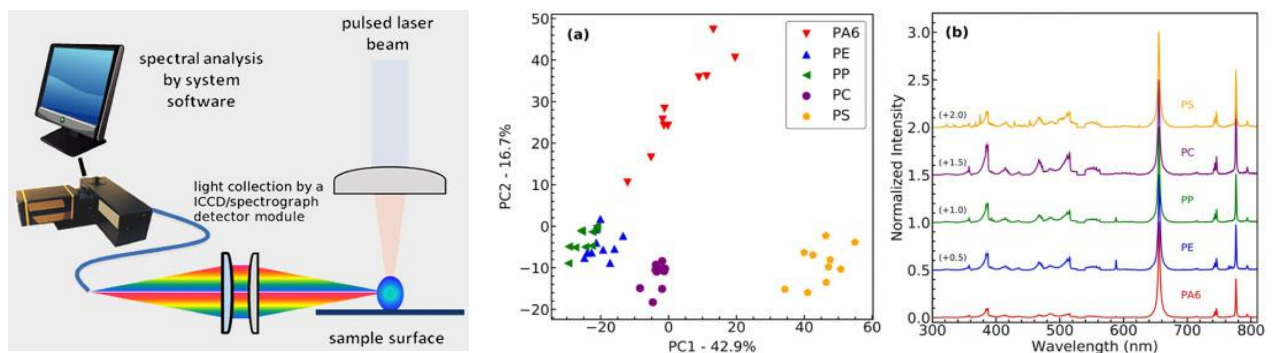 pulsed laser
beam
spectral analysis
by system
software
light collection by a
ICCD/spectrograph
detector module
sample surface
(a)
PA6
PE
PP
PC
PS
50
40
30
20
10
0
−10
−20
PC2 - 16.7%
−20
0
20
40
60
PC1 - 42.9%
(b)
3.0
2.5
2.0
1.5
1.0
0.5
0.0
Normalized Intensity
(+2.0)
PS
(+1.5)
PC
(+1.0)
PP
(+0.5)
PE
PA6
300
400
500
600
700
800
Wavelength (nm)